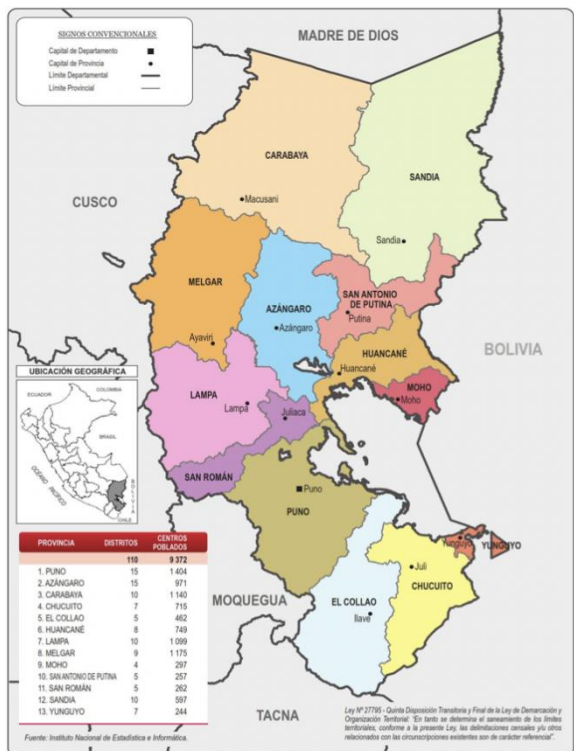 SIGNOS CONVENCIONALES
Capital de Departamento
Capital de Provincia
Límite Departamental
Límite Provincial
MADRE DE DIOS
CUSCO
BOLIVIA
MOQUEGUA
TACNA
CARABAYA
Macusani
SANDIA
Sandia
MELGAR
Ayaviri
AZÁNGARO
Azángaro
SAN ANTONIO
DE PUTINA
Putina
HUANCANÉ
Huancané
MOHO
Moho
LAMPA
Lampa
Juliaca
SAN ROMÁN
Puno
PUNO
Yunguyo
YUNGUYO
Juli
CHUCUITO
EL COLLAO
Ilave
UBICACIÓN GEOGRÁFICA
ECUADOR
COLOMBIA
BRASIL
OCÉANO PACÍFICO
BOLIVIA
CHILE
PROVINCIA DISTRITOS CENTROS POBLADOS
110 9 372
1. PUNO 15 1 404
2. AZÁNGARO 15 971
3. CARABAYA 10 1 140
4. CHUCUITO 7 715
5. EL COLLAO 5 462
6. HUANCANÉ 8 749
7. LAMPA 10 1 099
8. MELGAR 9 1 175
9. MOHO 4 297
10. SAN ANTONIO DE PUTINA 5 257
11. SAN ROMÁN 5 262
12. SANDIA 10 597
13. YUNGUYO 7 244
Fuente: Instituto Nacional de Estadística e Informática.
Ley Nº 27795 - Quinta Disposición Transitoria y Final de la Ley de Demarcación y
Organización Territorial: "En tanto se determina el saneamiento de los límites
territoriales, conforme a la presente Ley, las delimitaciones censales y/u otros
relacionados con las circunscripciones existentes son de carácter referencial".